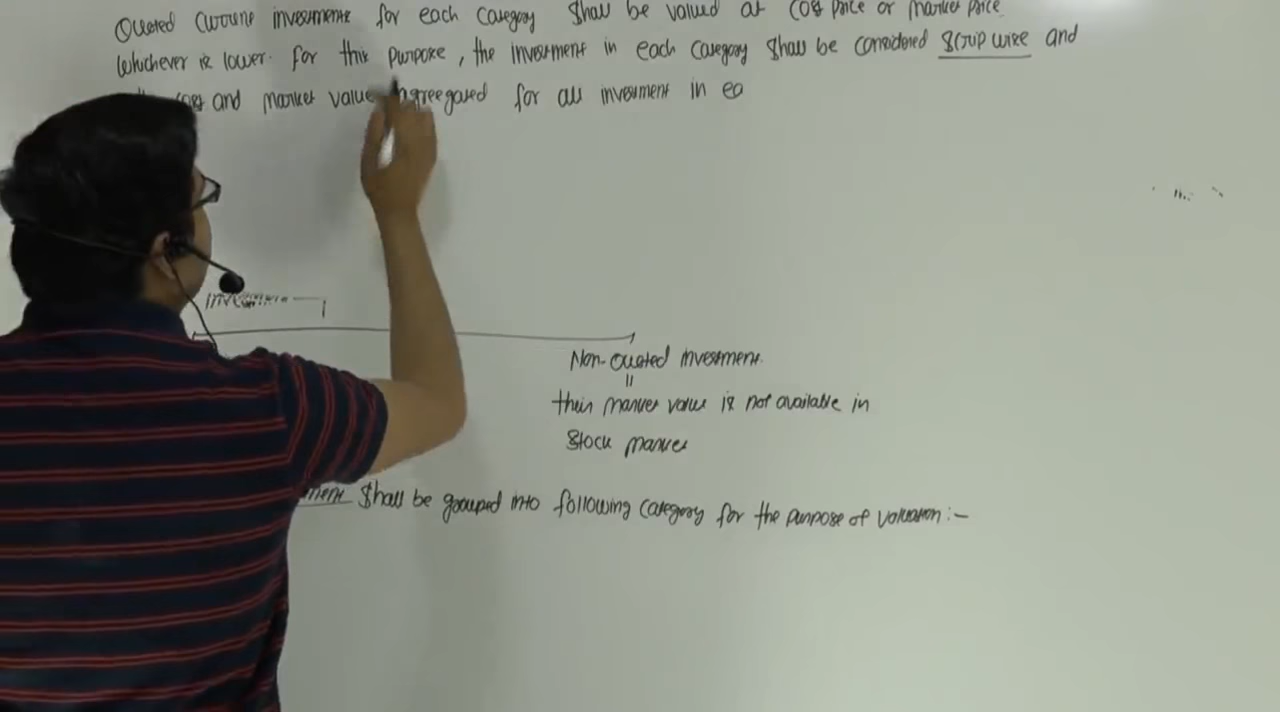 Quoted Current investments for each Category Shall be valued at Cost price or Market price
Whichever is lower. For this purpose, the investment in each Category Shall be Considered Scrip wise and
cost and market value aggregated for all investment in ea
Non-Quoted investment.
their market value is not available in
Stock market
ment Shall be grouped into following Category for the purpose of valuation:-